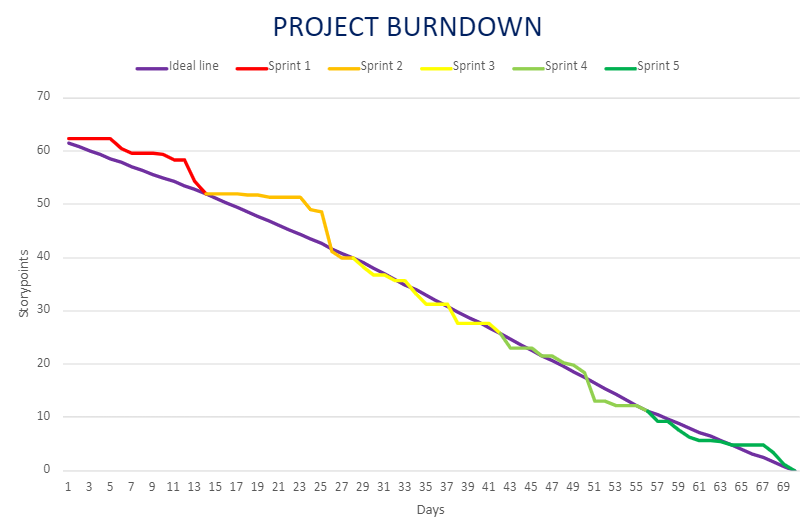 PROJECT BURNDOWN
Ideal line Sprint 1 Sprint 2 Sprint 3 Sprint 4 Sprint 5
70
60
50
40
30
20
10
0
Storypoints
1 3 5 7 9 11 13 15 17 19 21 23 25 27 29 31 33 35 37 39 41 43 45 47 49 51 53 55 57 59 61 63 65 67 69
Days